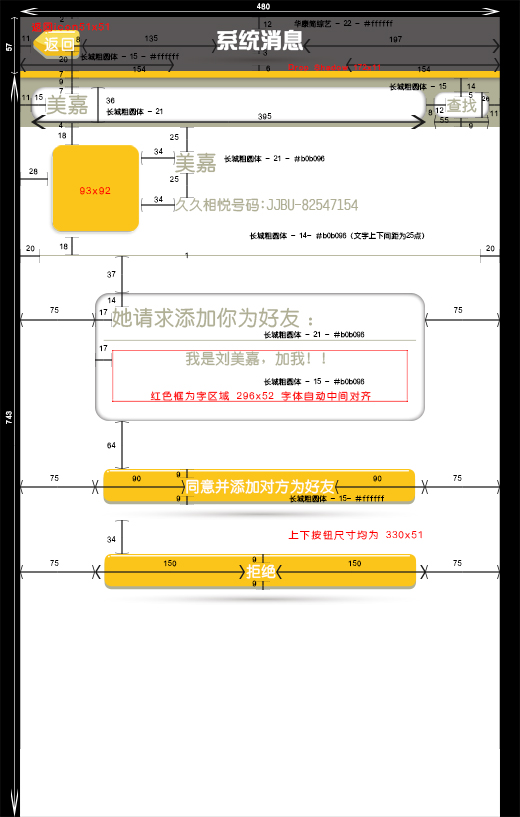 480
12
华康俪综艺 - 22 - #ffffff
57
11
返回
8
135
系统消息
3
197
11
20
长城粗圆体 - 15 - #ffffff
154
6
154
7
9
7
长城粗圆体 - 15
14
5
11
15
美嘉
36
长城粗圆体 - 21
8
12
查找
26
11
395
55
9
4
18
25
34
美嘉
长城粗圆体 - 21 - #b0b096
28
93x92
25
34
久久相悦号码:JJBU-82547154
长城粗圆体 - 14- #b0b096 (文字上下间距为25点)
20
18
1
20
37
14
75
17
她请求添加你为好友 :
75
长城粗圆体 - 21 - #b0b096
17
我是刘美嘉, 加我! !
长城粗圆体 - 15 - #b0b096
红色框为字区域 296x52 字体自动中间对齐
743
64
75
90
9
同意并添加对方为好友
90
75
9
长城粗圆体 - 15- #ffffff
34
上下按钮尺寸均为 330x51
75
150
9
拒绝
150
75
9